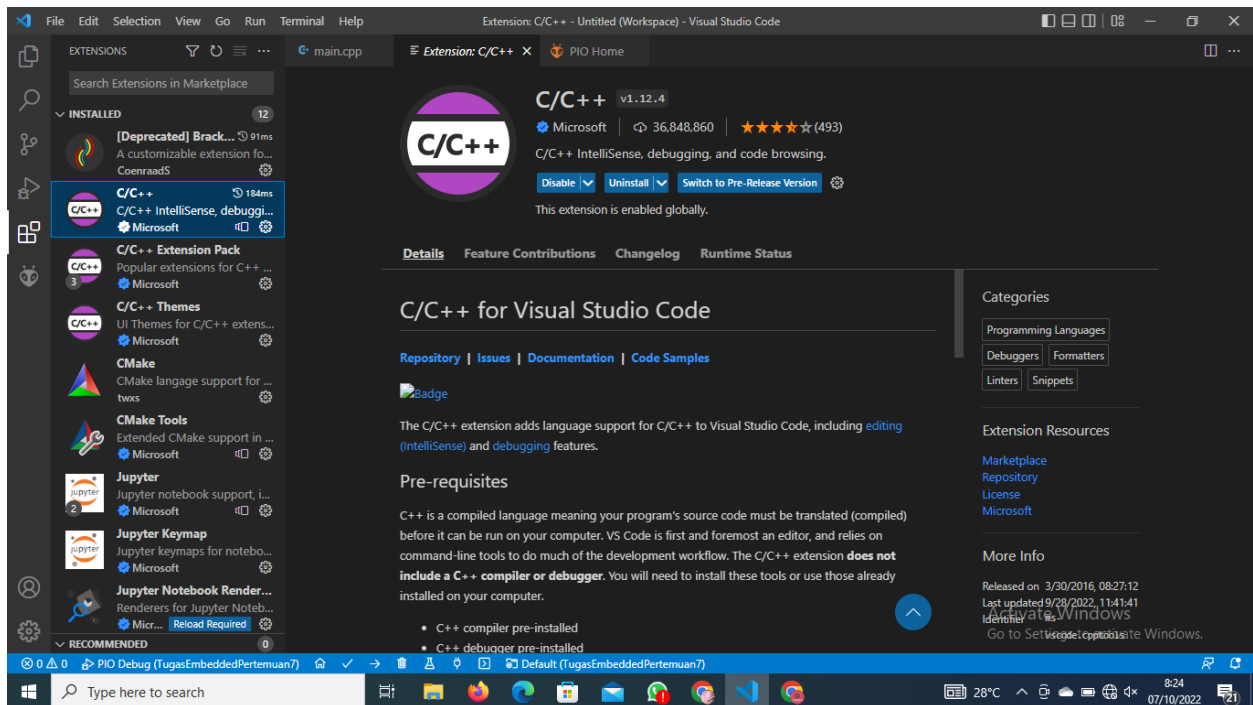 File Edit Selection View Go Run Terminal Help
Extension: C/C++ - Untitled (Workspace) - Visual Studio Code
EXTENSIONS
main.cpp
Extension: C/C++
PIO Home
Search Extensions in Marketplace
INSTALLED 12
[Deprecated] Brack... 91ms
A customizable extension fo...
CoenraadS
C/C++ 184ms
C/C++ IntelliSense, debuggi...
Microsoft
C/C++ Extension Pack
Popular extensions for C++ ...
3 Microsoft
C/C++ Themes
UI Themes for C/C++ extens...
Microsoft
CMake
CMake langage support for ...
twxs
CMake Tools
Extended CMake support in ...
Microsoft
Jupyter
Jupyter notebook support, i...
2 Microsoft
Jupyter Keymap
Jupyter keymaps for notebo...
Microsoft
Jupyter Notebook Render...
Renderers for Jupyter Noteb...
Micr... Reload Required
RECOMMENDED 0
C/C++
C/C++ v1.12.4
Microsoft 36,848,860 (493)
C/C++ IntelliSense, debugging, and code browsing.
Disable Uninstall Switch to Pre-Release Version
This extension is enabled globally.
Details Feature Contributions Changelog Runtime Status
C/C++ for Visual Studio Code
Repository | Issues | Documentation | Code Samples
Badge
The C/C++ extension adds language support for C/C++ to Visual Studio Code, including editing
(IntelliSense) and debugging features.
Pre-requisites
C++ is a compiled language meaning your program's source code must be translated (compiled)
before it can be run on your computer. VS Code is first and foremost an editor, and relies on
command-line tools to do much of the development workflow. The C/C++ extension does not
include a C++ compiler or debugger. You will need to install these tools or use those already
installed on your computer.
• C++ compiler pre-installed
• C++ debugger pre-installed
Categories
Programming Languages
Debuggers Formatters
Linters Snippets
Extension Resources
Marketplace
Repository
License
Microsoft
More Info
Released on 3/30/2016, 08:27:12
Last updated 9/28/2022, 11:41:41
Identifier ms-
vscode.cpptools
Activate Windows
Go to Settings to activate Windows.
0 0 PIO Debug (TugasEmbeddedPertemuan7) Default (TugasEmbeddedPertemuan7)
Type here to search
28°C
8:24
07/10/2022
21